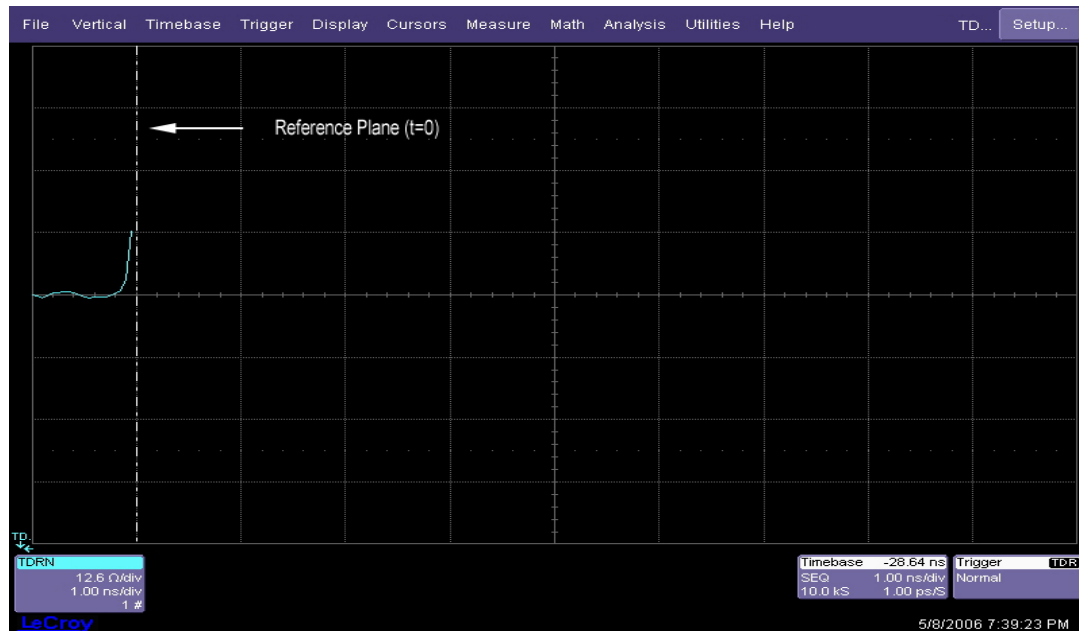 File Vertical Timebase Trigger Display Cursors Measure Math Analysis Utilities Help TD... Setup...
Reference Plane (t=0)
TD.
TDRN
12.6 Ω/div
1.00 ns/div
1 #
Timebase -28.64 ns
SEQ 1.00 ns/div
10.0 kS 1.00 ps/S
Trigger TDR
Normal
LeCroy
5/8/2006 7:39:23 PM